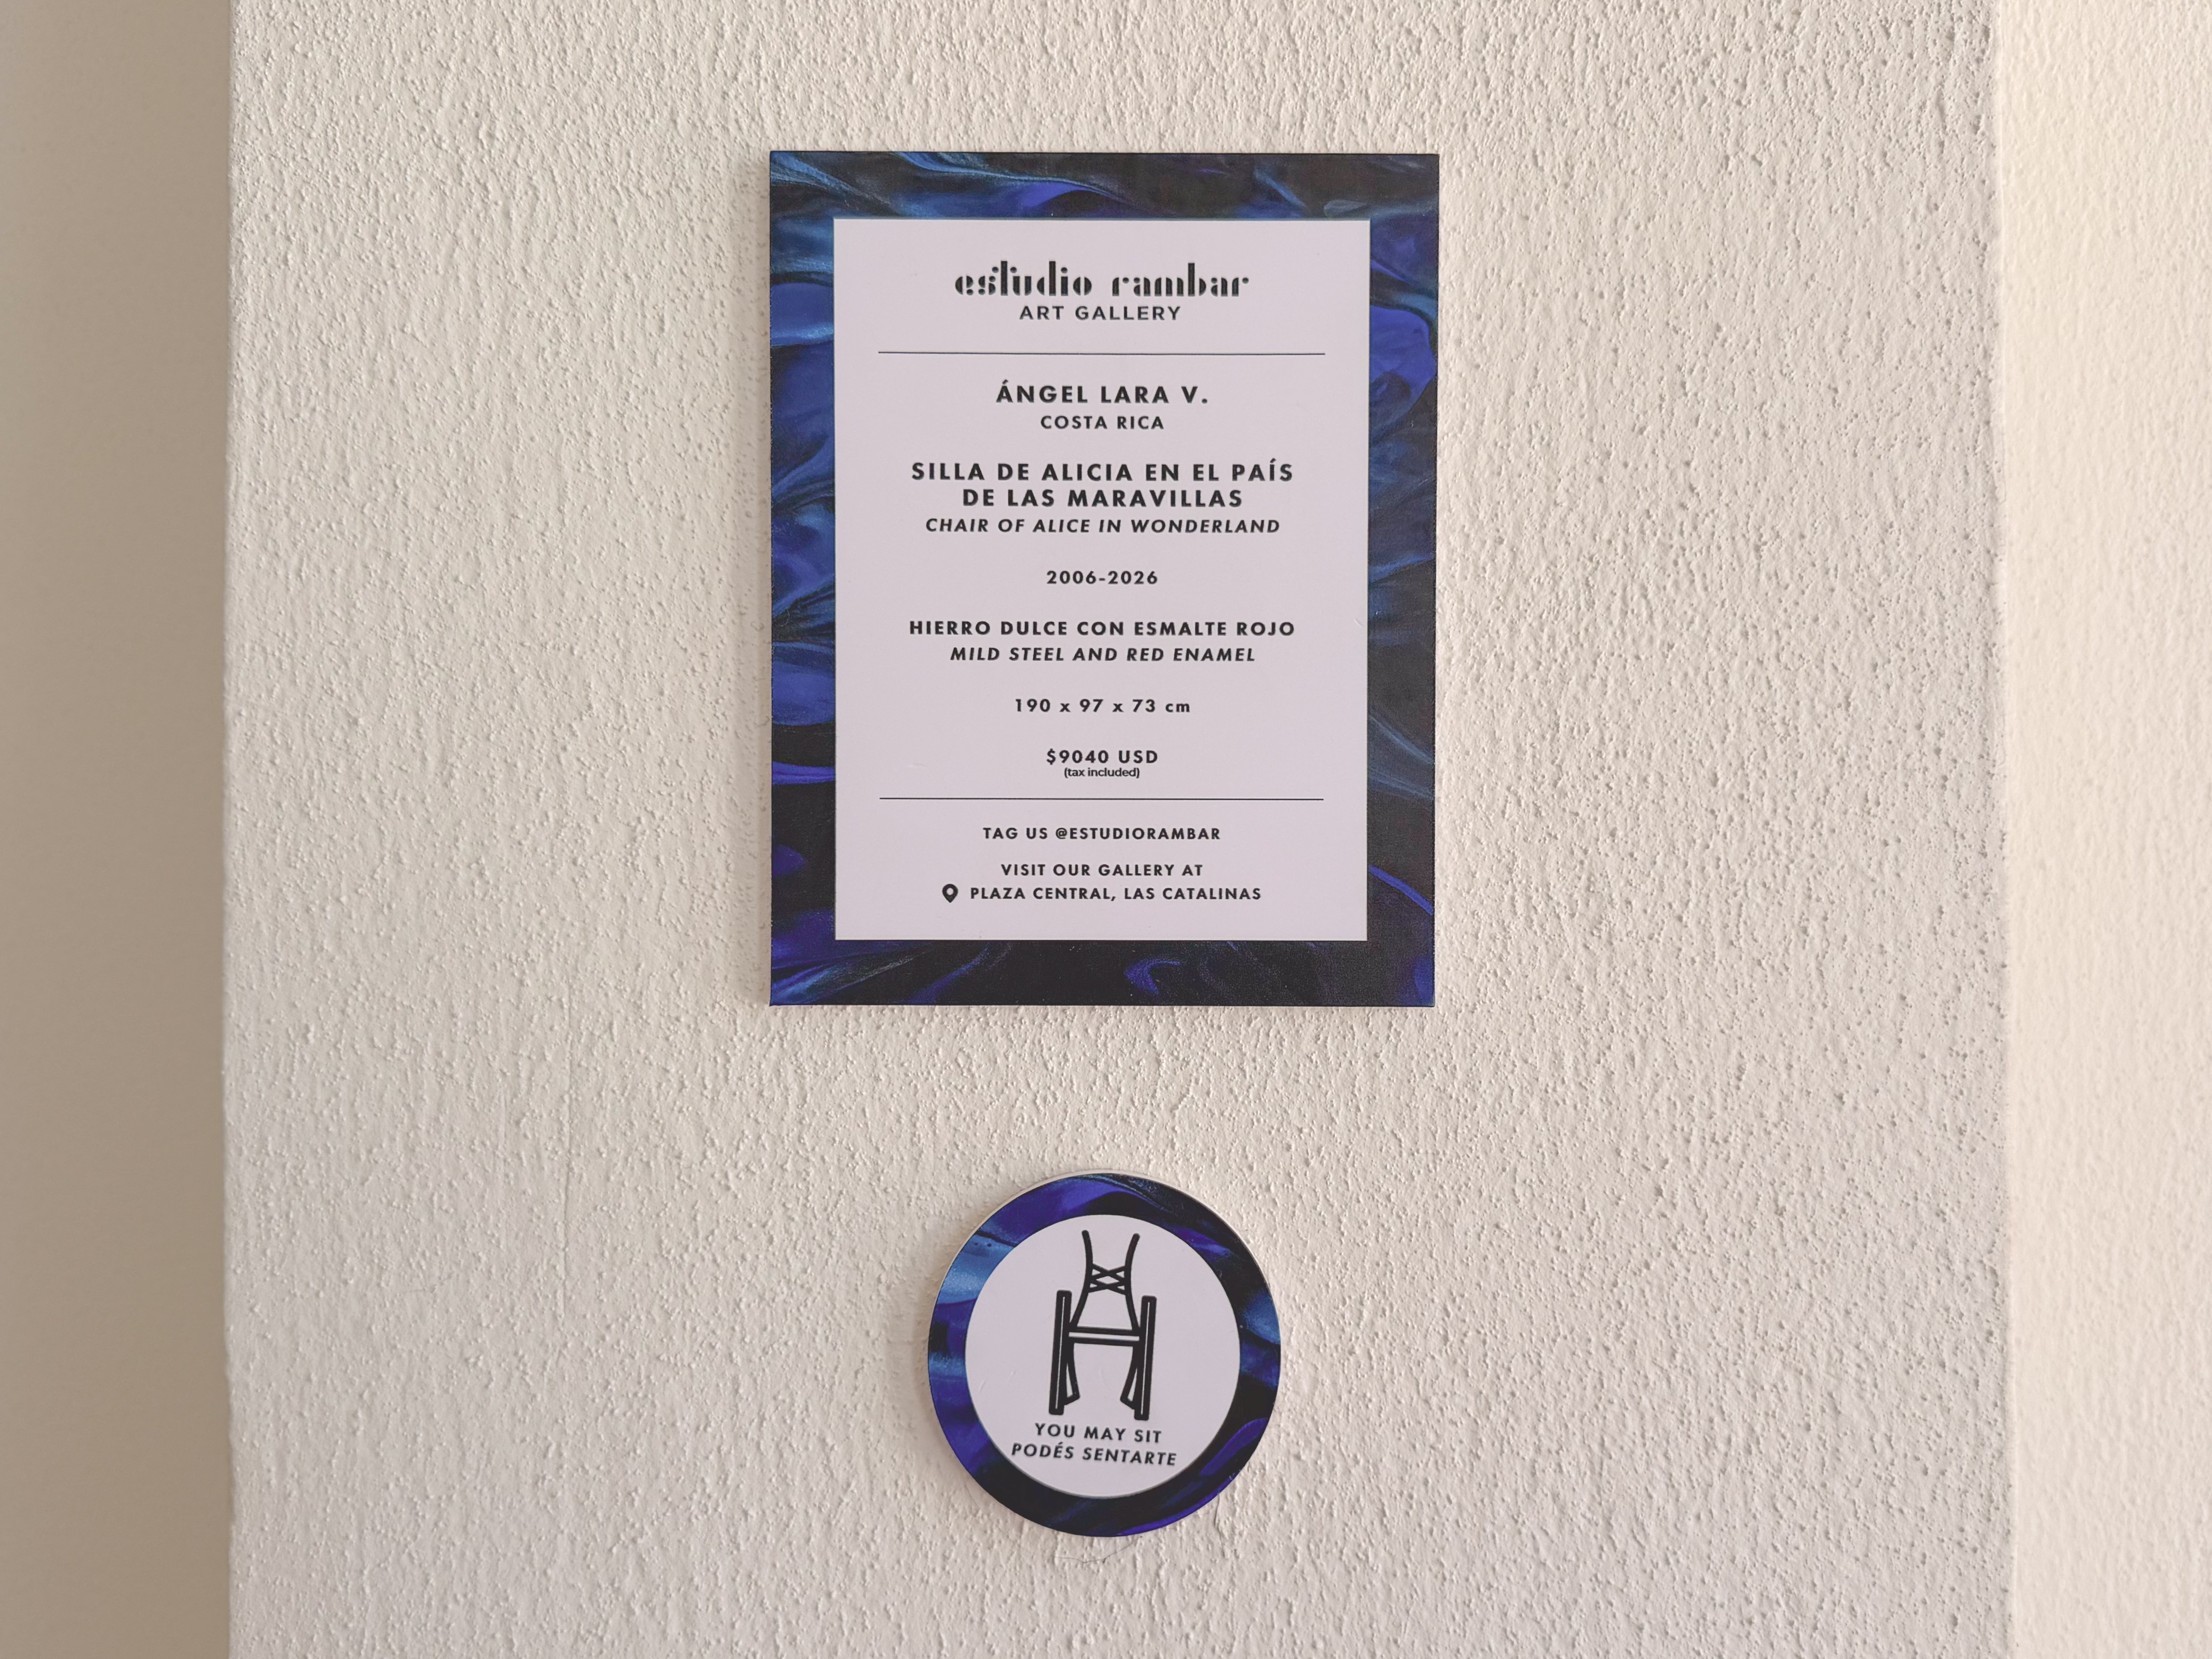 estudio rambar
ART GALLERY
ÁNGEL LARA V.
COSTA RICA
SILLA DE ALICIA EN EL PAÍS
DE LAS MARAVILLAS
CHAIR OF ALICE IN WONDERLAND
2006-2026
HIERRO DULCE CON ESMALTE ROJO
MILD STEEL AND RED ENAMEL
190 x 97 x 73 cm
$9040 USD
(tax included)
TAG US @ESTUDIORAMBAR
VISIT OUR GALLERY AT
PLAZA CENTRAL, LAS CATALINAS
YOU MAY SIT
PODÉS SENTARTE